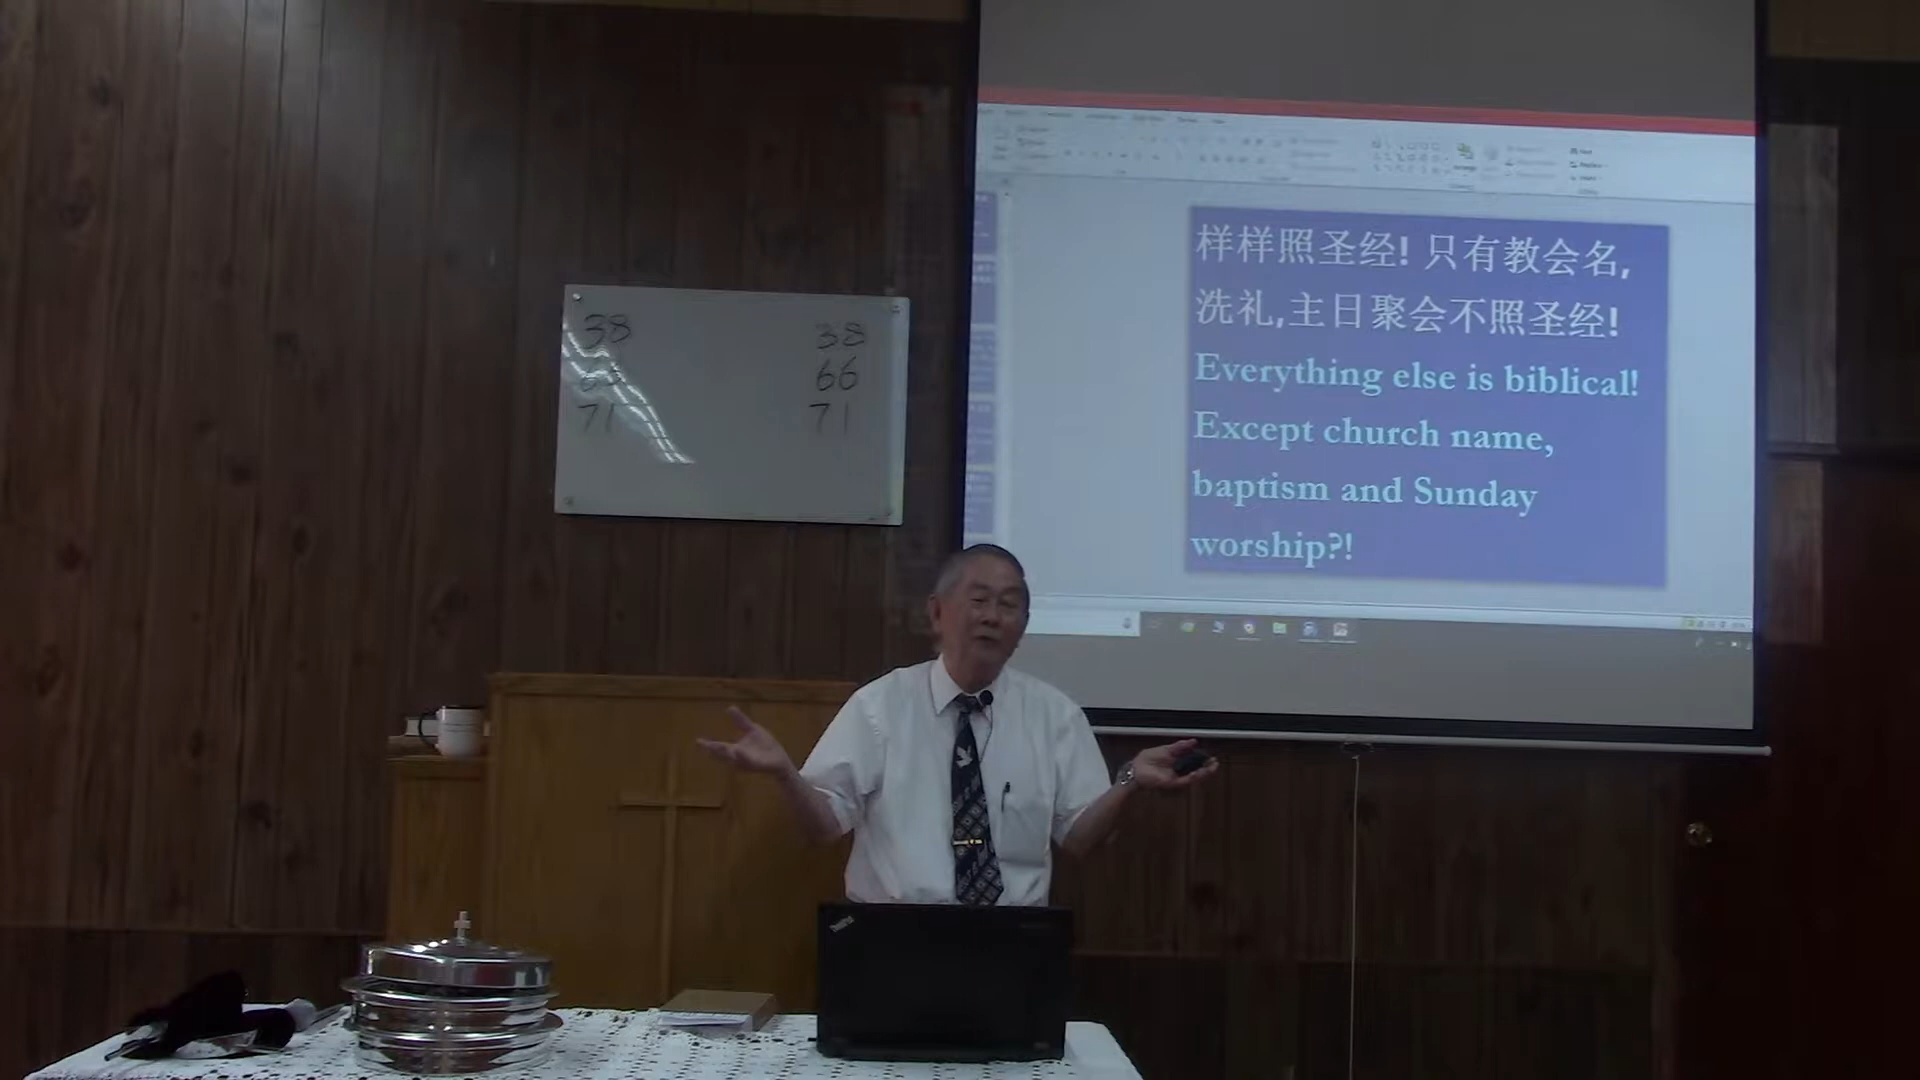 38
38
66
71
71
样样照圣经! 只有教会名,
洗礼,主日聚会不照圣经!
Everything else is biblical!
Except church name,
baptism and Sunday
worship?!
ThinkPad